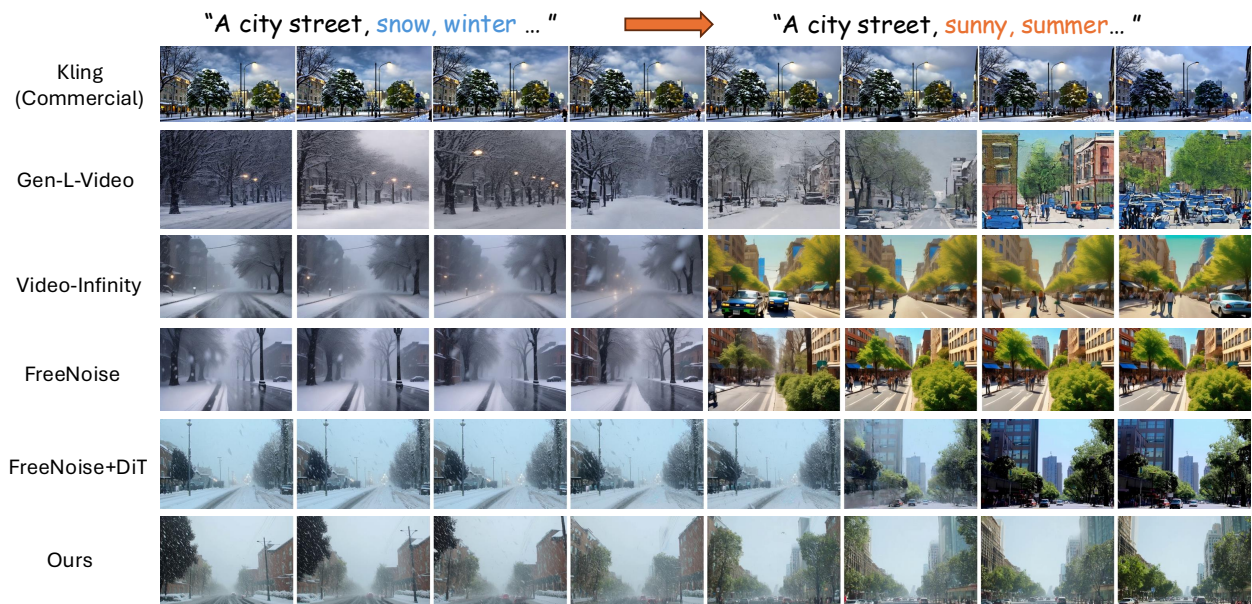 “A city street, snow, winter ... ”
“A city street, sunny, summer... ”
Kling
(Commercial)
Gen-L-Video
Video-Infinity
FreeNoise
FreeNoise+DiT
Ours